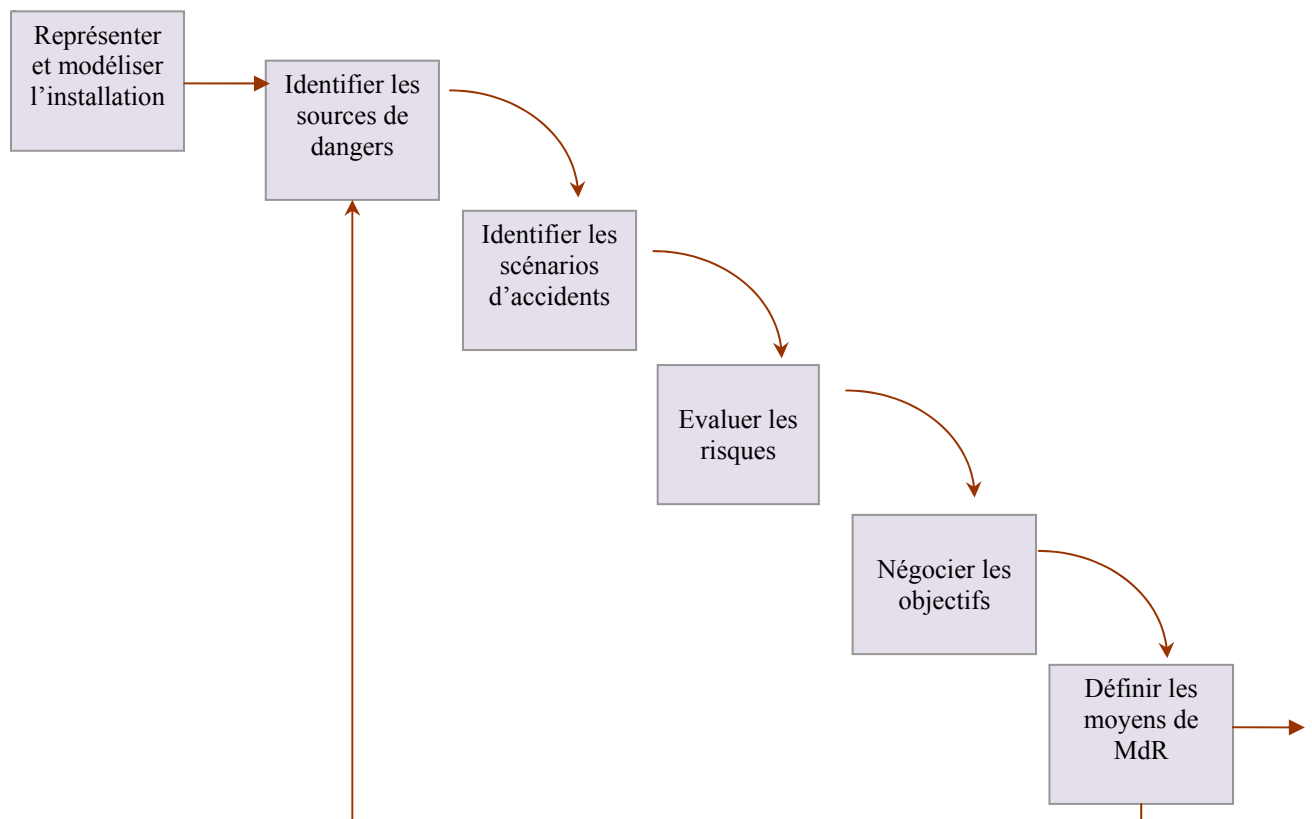 Représenter
et modéliser
l’installation
Identifier les
sources de
dangers
Identifier les
scénarios
d’accidents
Evaluer les
risques
Négocier les
objectifs
Définir les
moyens de
MdR